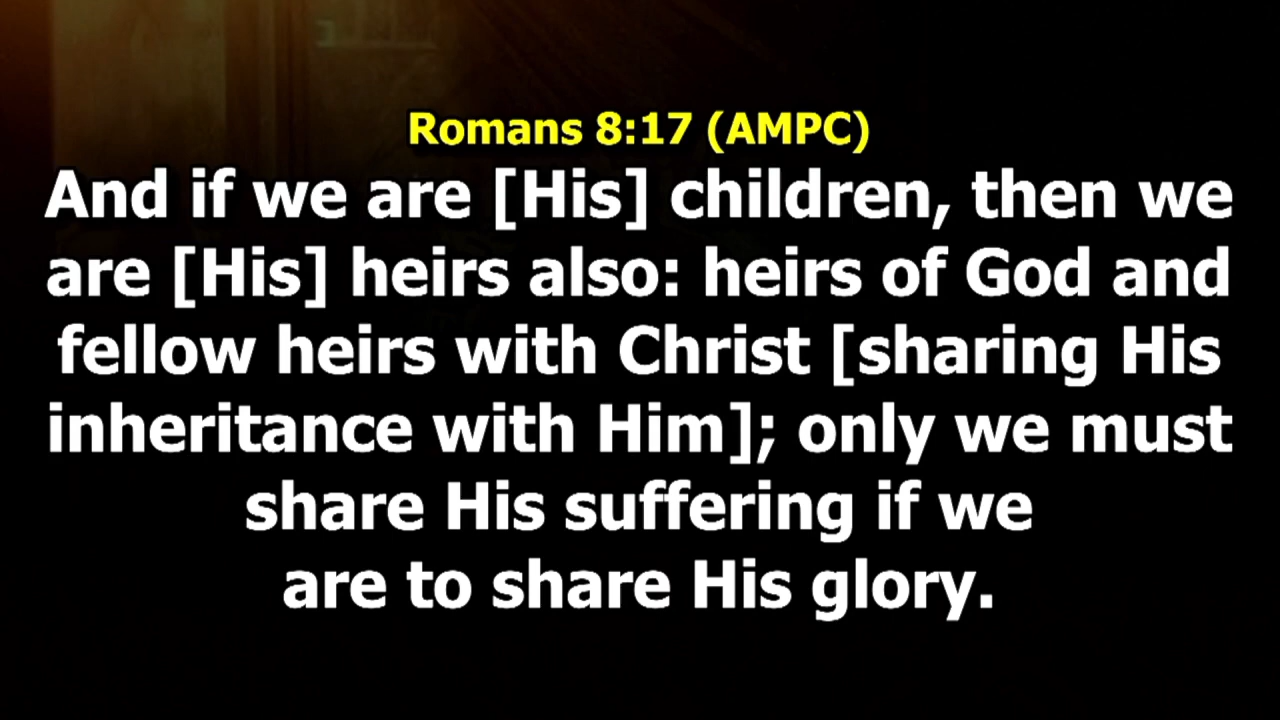 Romans 8:17 (AMPC)
And if we are [His] children, then we
are [His] heirs also: heirs of God and
fellow heirs with Christ [sharing His
inheritance with Him]; only we must
share His suffering if we
are to share His glory.